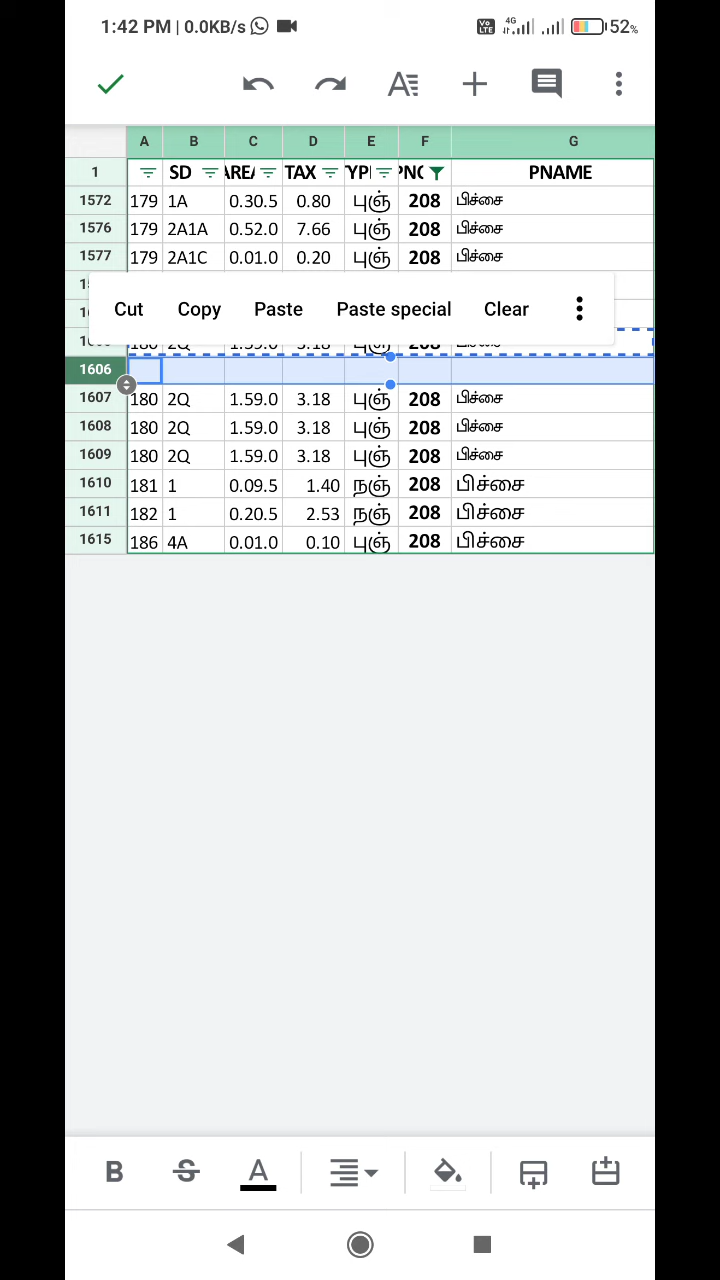 1:42 PM | 0.0KB/s 4G 52%
A B C D E F G
1 SD AREA TAX TYPE PNO PNAME
1572 179 1A 0.30.5 0.80 புஞ் 208 பிச்சை
1576 179 2A1A 0.52.0 7.66 புஞ் 208 பிச்சை
1577 179 2A1C 0.01.0 0.20 புஞ் 208 பிச்சை
Cut Copy Paste Paste special Clear
1606
1607 180 2Q 1.59.0 3.18 புஞ் 208 பிச்சை
1608 180 2Q 1.59.0 3.18 புஞ் 208 பிச்சை
1609 180 2Q 1.59.0 3.18 புஞ் 208 பிச்சை
1610 181 1 0.09.5 1.40 நஞ் 208 பிச்சை
1611 182 1 0.20.5 2.53 நஞ் 208 பிச்சை
1615 186 4A 0.01.0 0.10 புஞ் 208 பிச்சை
B S A